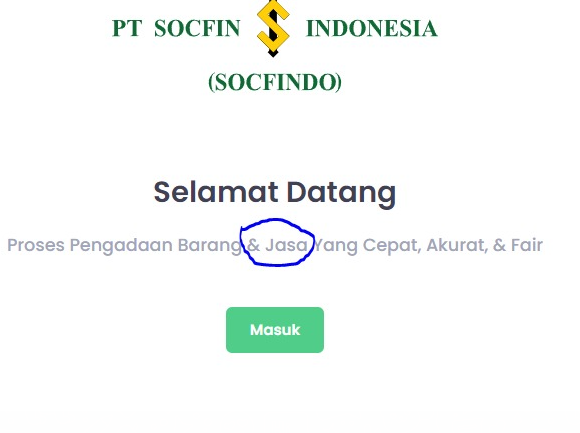 PT SOCFIN INDONESIA
(SOCFINDO)
Selamat Datang
Proses Pengadaan Barang & Jasa Yang Cepat, Akurat, & Fair
Masuk